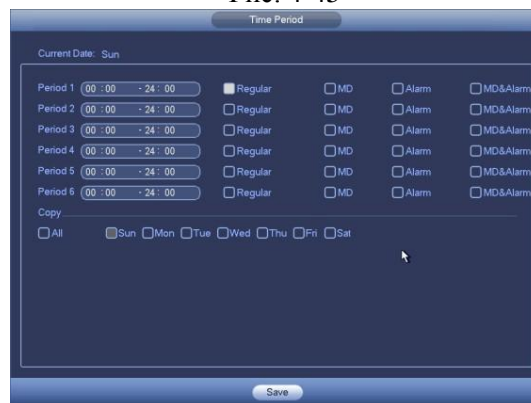 Time Period
Current Date: Sun
Period 1 00 : 00 - 24 : 00 Regular MD Alarm MD&Alarm
Period 2 00 : 00 - 24 : 00 Regular MD Alarm MD&Alarm
Period 3 00 : 00 - 24 : 00 Regular MD Alarm MD&Alarm
Period 4 00 : 00 - 24 : 00 Regular MD Alarm MD&Alarm
Period 5 00 : 00 - 24 : 00 Regular MD Alarm MD&Alarm
Period 6 00 : 00 - 24 : 00 Regular MD Alarm MD&Alarm
Copy
All Sun Mon Tue Wed Thu Fri Sat
Save